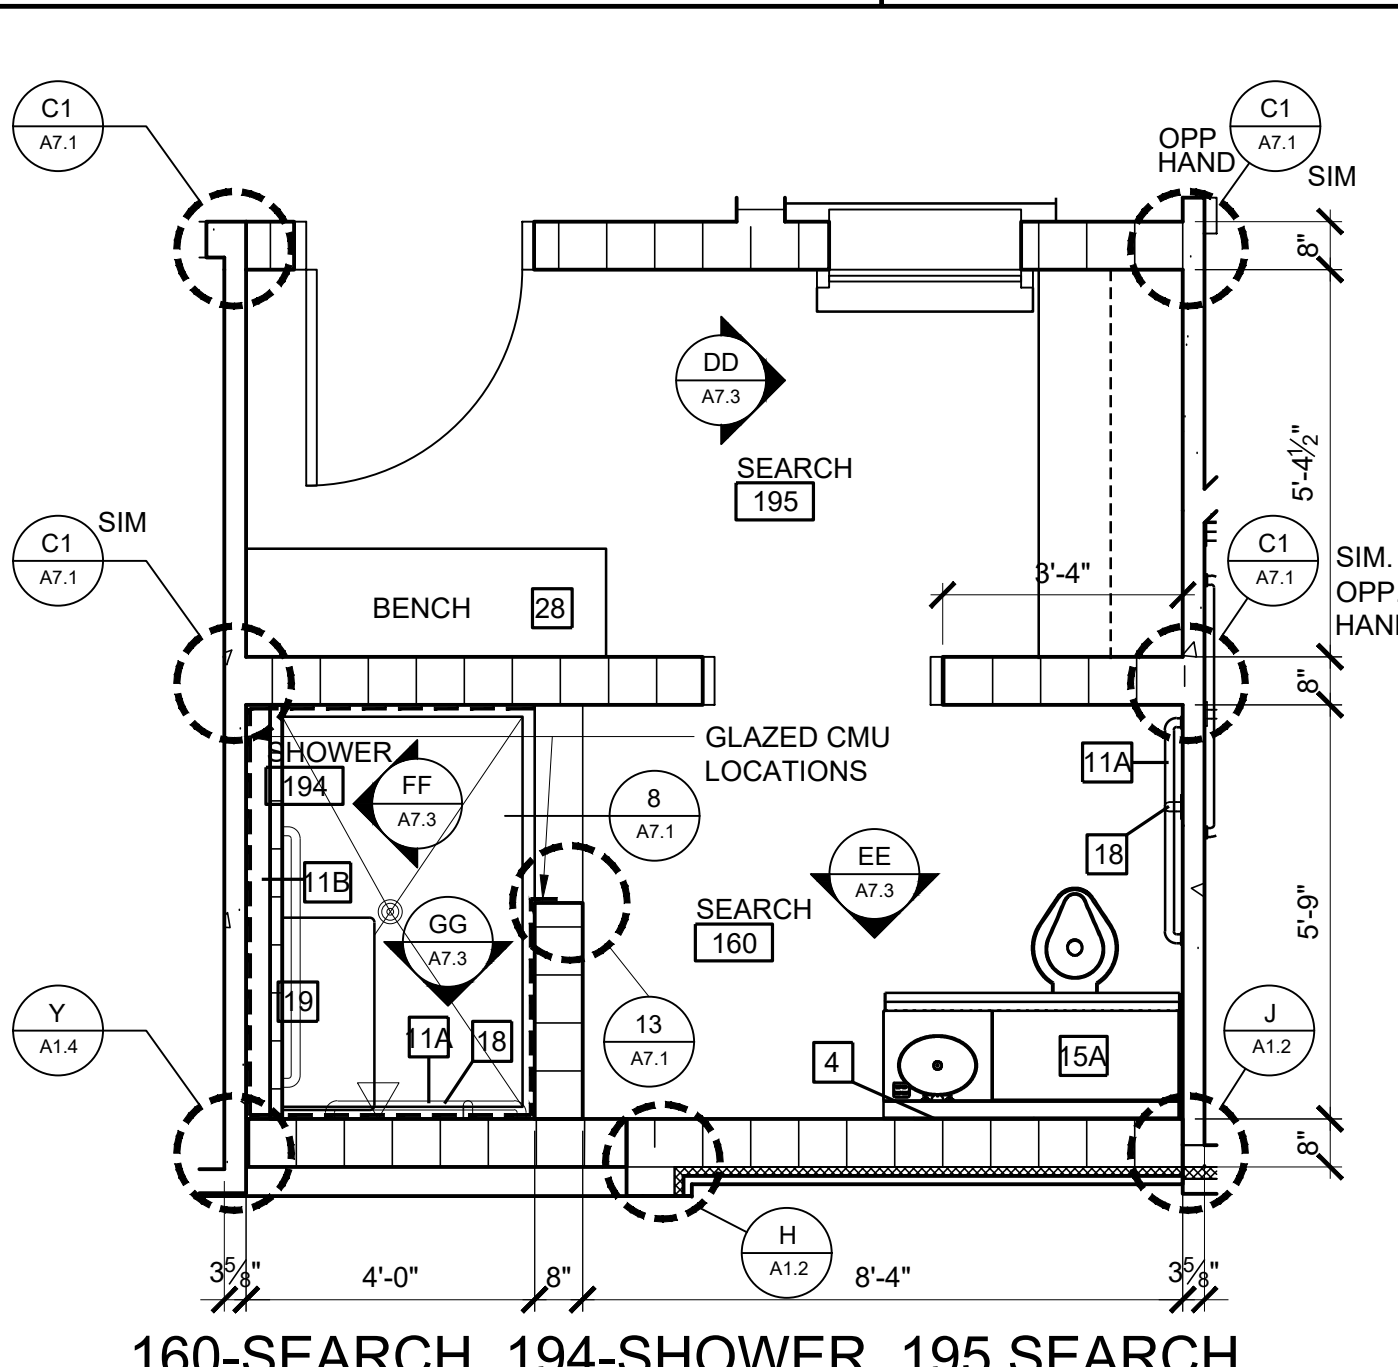 C1
A7.1
OPP
HAND
C1
A7.1
SIM
8"
DD
A7.3
SEARCH
195
5'-4½"
SIM
C1
A7.1
C1
A7.1
SIM.
OPP.
3'-4"
BENCH
28
8"
GLAZED CMU
LOCATIONS
SHOWER
194
FF
A7.3
8
A7.1
11A
18
11B
EE
A7.3
SEARCH
160
GG
A7.3
5'-9"
19
11A
18
13
A7.1
4
15A
Y
A1.4
J
A1.2
8"
H
A1.2
3⅝"
4'-0"
8"
8'-4"
3⅝"
160-SEARCH, 194-SHOWER, 195 SEARCH